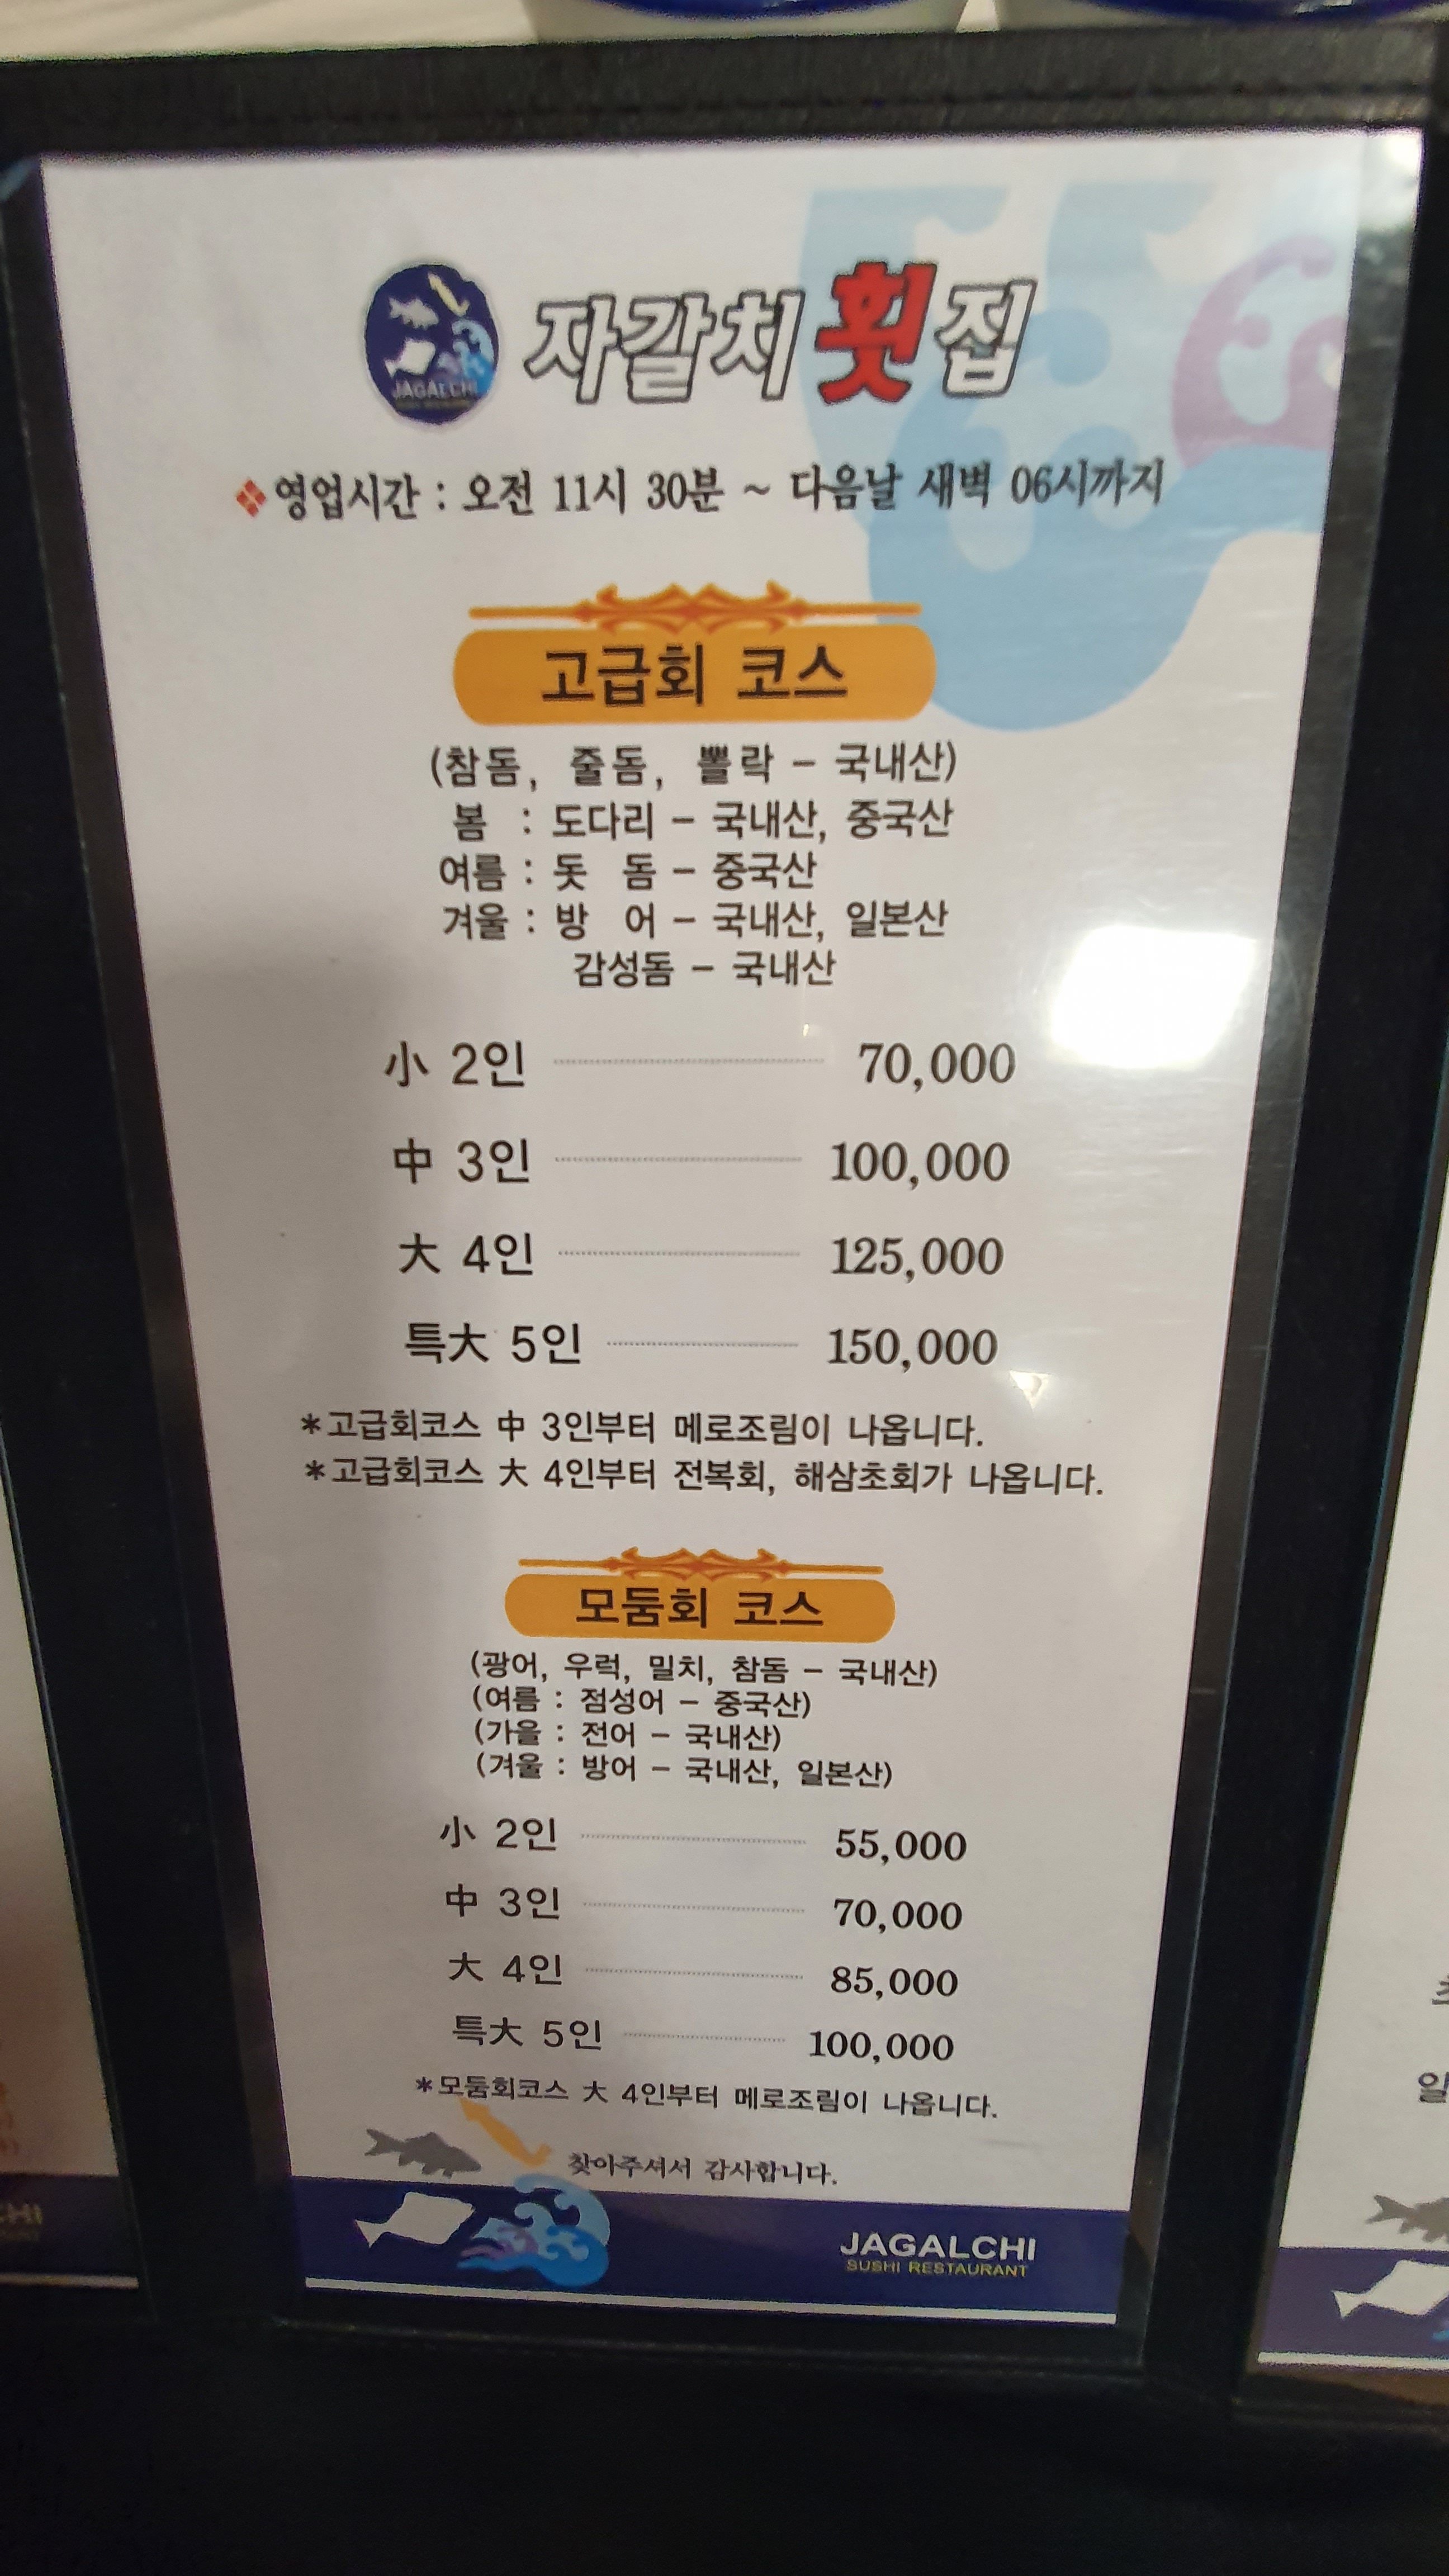 JAGALCHI
자갈치횟집
영업시간 : 오전 11시 30분 ~ 다음날 새벽 06시까지
고급회 코스
(참돔, 줄돔, 뽈락 - 국내산)
봄 : 도다리 - 국내산, 중국산
여름 : 돗 돔 - 중국산
겨울 : 방 어 - 국내산, 일본산
감성돔 - 국내산
小 2인 70,000
中 3인 100,000
大 4인 125,000
특大 5인 150,000
*고급회코스 中 3인부터 메로조림이 나옵니다.
*고급회코스 大 4인부터 전복회, 해삼초회가 나옵니다.
모둠회 코스
(광어, 우럭, 밀치, 참돔 - 국내산)
(여름 : 점성어 - 중국산)
(가을 : 전어 - 국내산)
(겨울 : 방어 - 국내산, 일본산)
小 2인 55,000
中 3인 70,000
大 4인 85,000
특大 5인 100,000
*모둠회코스 大 4인부터 메로조림이 나옵니다.
찾아주셔서 감사합니다.
JAGALCHI
SUSHI RESTAURANT